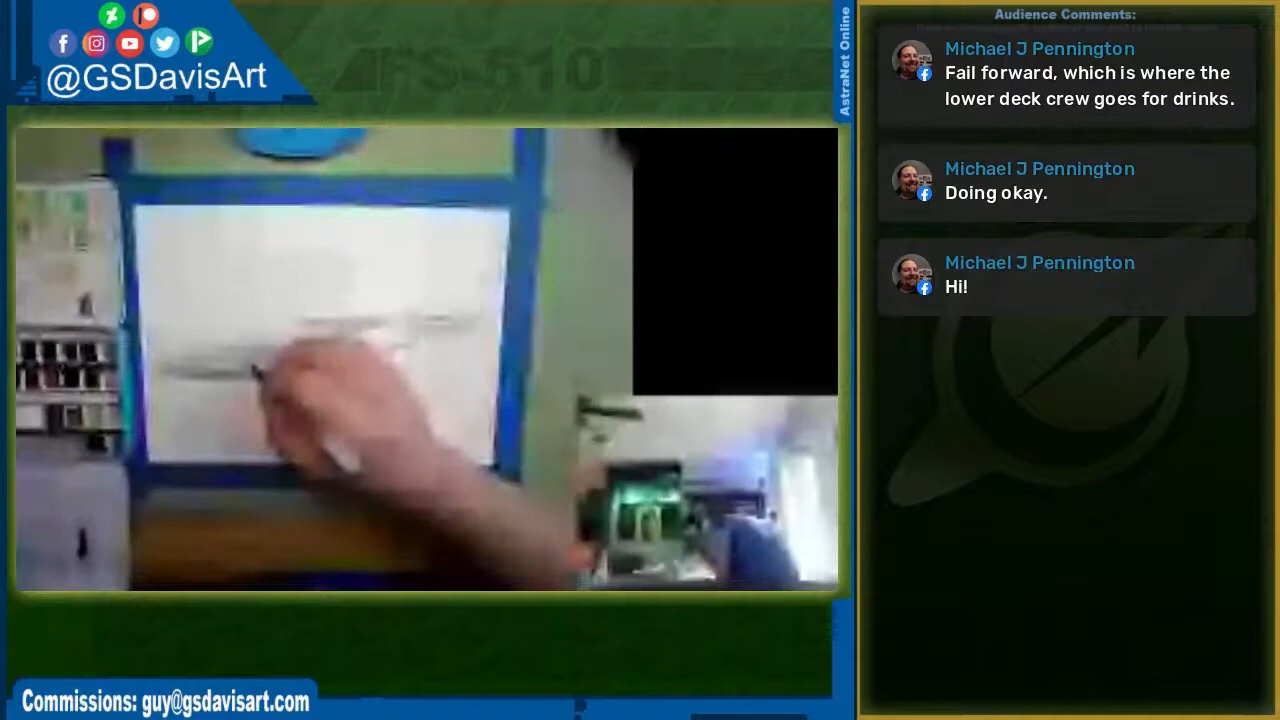 @GSDavisArt
AstraNet Online
Audience Comments:
Michael J Pennington
Fail forward, which is where the
lower deck crew goes for drinks.
Michael J Pennington
Doing okay.
Michael J Pennington
Hi!
Commissions: guy@gsdavisart.com